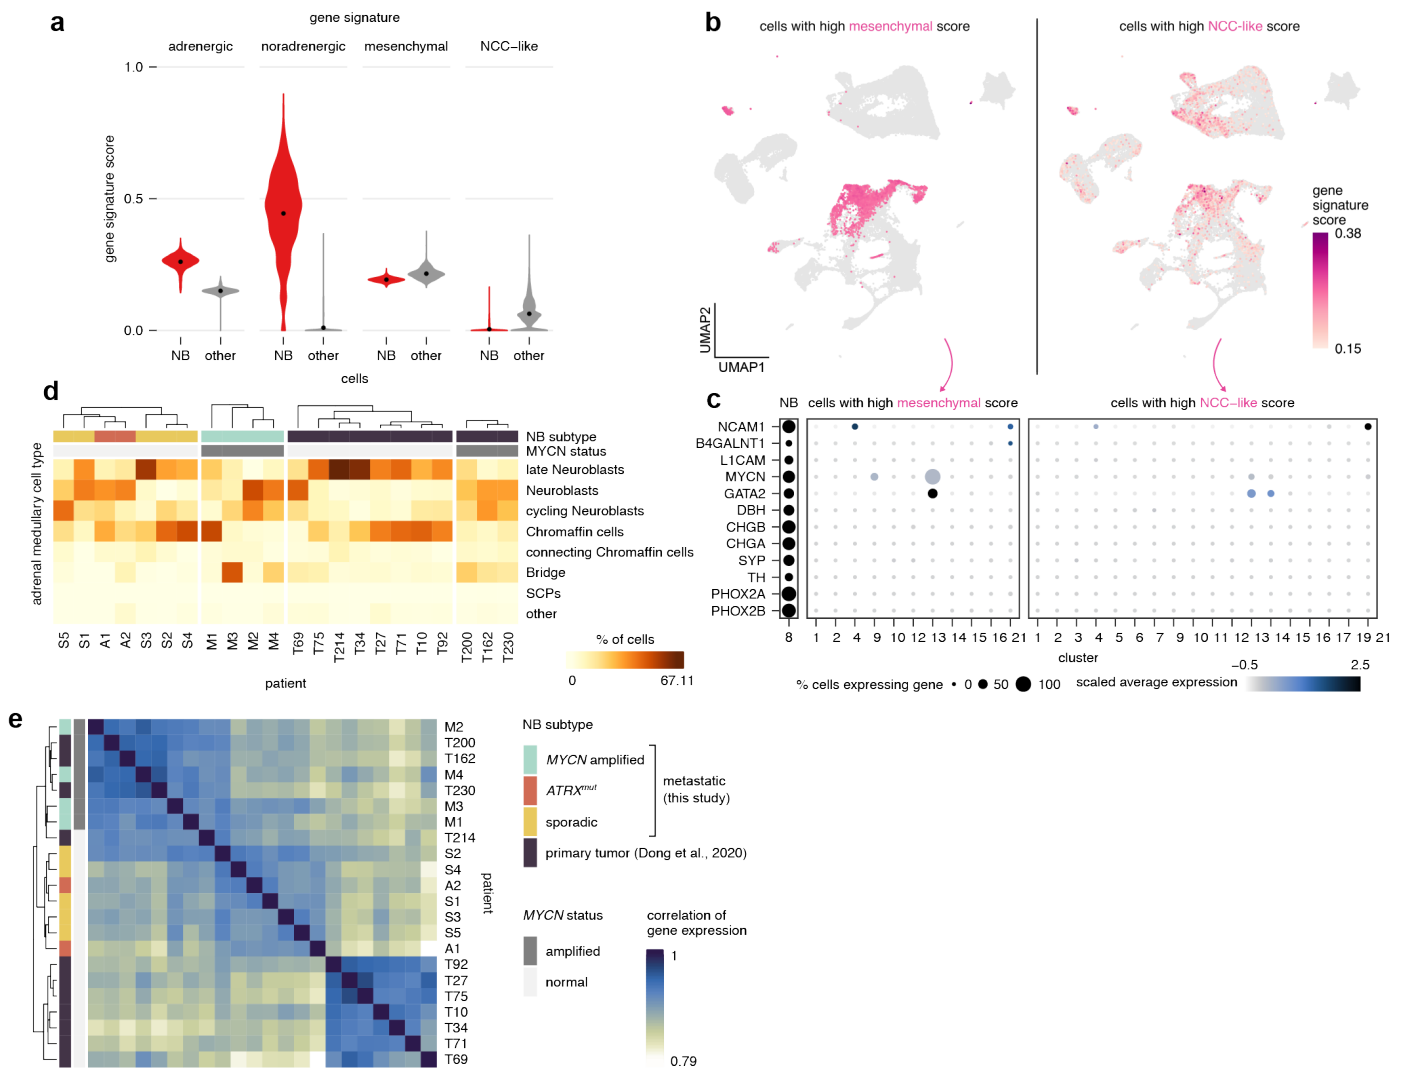 a
gene signature
adrenergic noradrenergic mesenchymal NCC−like
1.0
0.5
0.0
gene signature score
NB other NB other NB other NB other
cells
b
cells with high mesenchymal score
cells with high NCC−like score
gene
signature
score
0.38
0.15
UMAP2
UMAP1
c
NB cells with high mesenchymal score cells with high NCC−like score
NCAM1
B4GALNT1
L1CAM
MYCN
GATA2
DBH
CHGB
CHGA
SYP
TH
PHOX2A
PHOX2B
8 1 2 4 9 10 12 13 14 15 16 21 1 2 3 4 6 7 9 10 11 12 13 14 15 16 17 19 21
cluster
% cells expressing gene 0 50 100
scaled average expression −0.5 2.5
d
NB subtype
MYCN status
late Neuroblasts
Neuroblasts
cycling Neuroblasts
Chromaffin cells
connecting Chromaffin cells
Bridge
SCPs
other
adrenal medullary cell type
S5 S1 A1 A2 S3 S2 S4 M1 M3 M2 M4 T69 T75 T214 T34 T27 T71 T10 T92 T200 T162 T230
patient
% of cells
0 67.11
e
M2
T200
T162
M4
T230
M3
M1
T214
S2
S4
A2
S1
S3
S5
A1
T92
T27
T75
T10
T34
T71
T69
patient
NB subtype
MYCN amplified
ATRXmut
sporadic
metastatic
(this study)
primary tumor (Dong et al., 2020)
MYCN status
amplified
normal
correlation of
gene expression
1
0.79